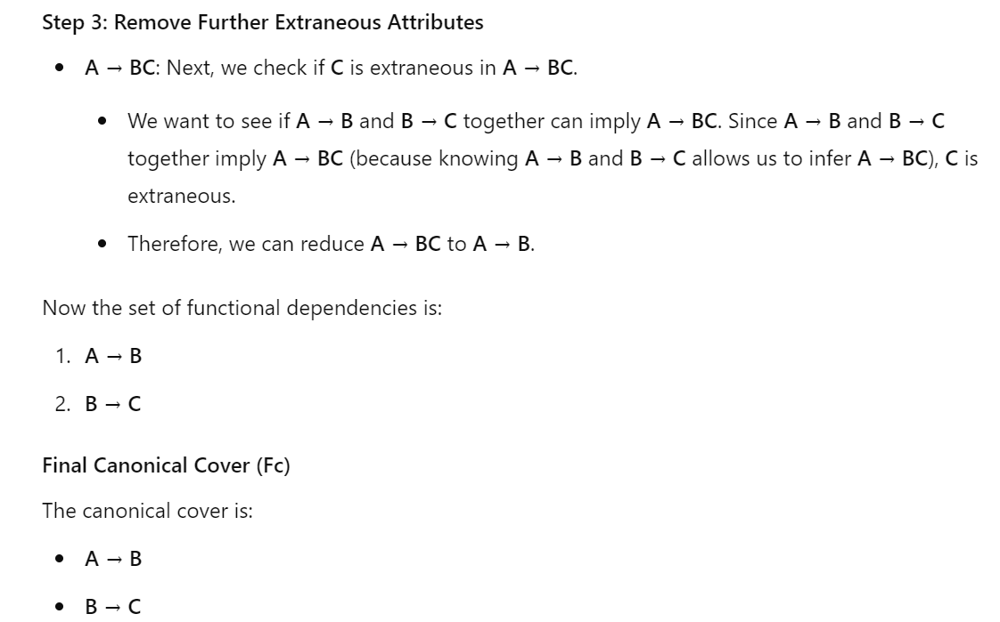 Step 3: Remove Further Extraneous Attributes
• A → BC: Next, we check if C is extraneous in A → BC.
• We want to see if A → B and B → C together can imply A → BC. Since A → B and B → C
together imply A → BC (because knowing A → B and B → C allows us to infer A → BC), C is
extraneous.
• Therefore, we can reduce A → BC to A → B.
Now the set of functional dependencies is:
1. A → B
2. B → C
Final Canonical Cover (Fc)
The canonical cover is:
• A → B
• B → C